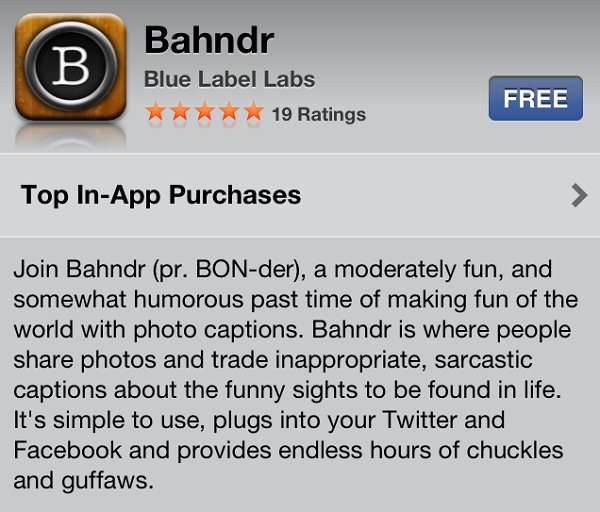 B
Bahndr
Blue Label Labs
19 Ratings
FREE
Top In-App Purchases
Join Bahndr (pr. BON-der), a moderately fun, and
somewhat humorous past time of making fun of the
world with photo captions. Bahndr is where people
share photos and trade inappropriate, sarcastic
captions about the funny sights to be found in life.
It's simple to use, plugs into your Twitter and
Facebook and provides endless hours of chuckles
and guffaws.